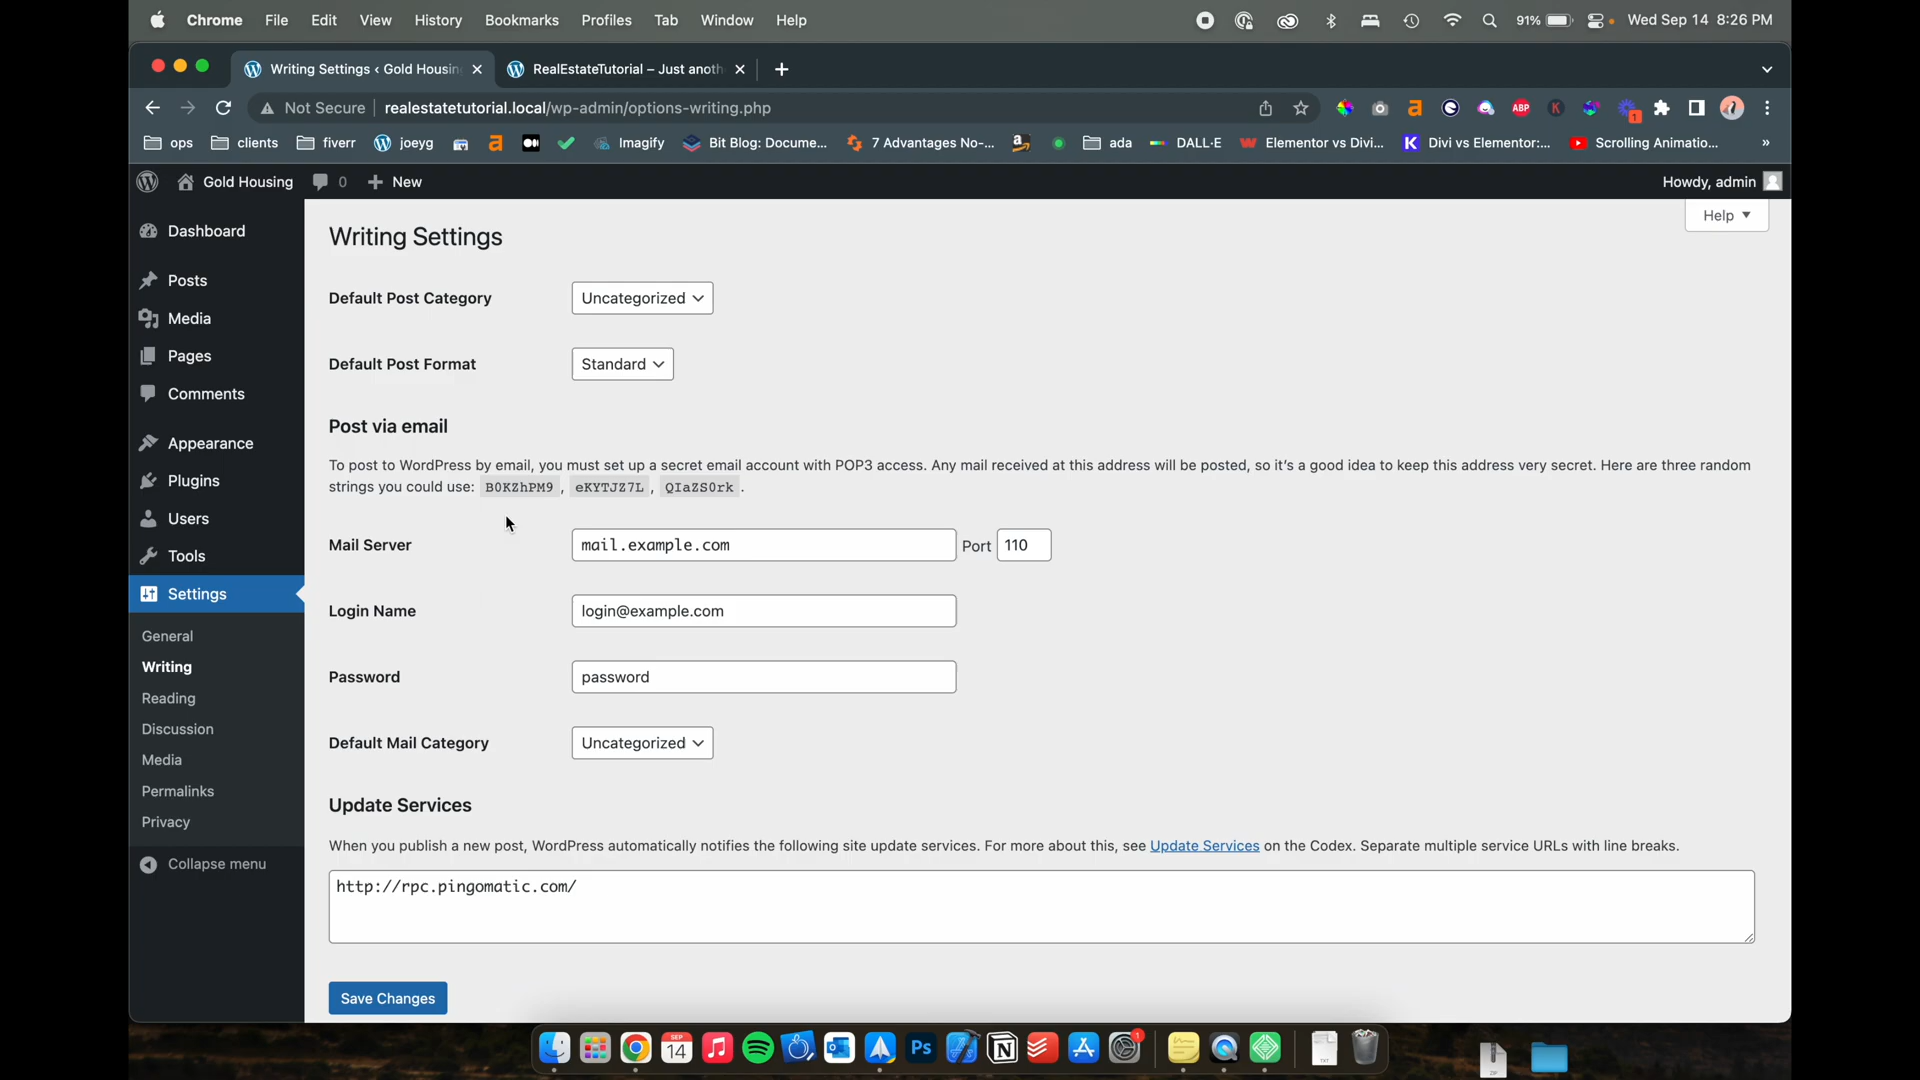 Chrome File Edit View History Bookmarks Profiles Tab Window Help 91% Wed Sep 14 8:26 PM
Writing Settings ‹ Gold Housin RealEstateTutorial – Just anoth
Not Secure realestatetutorial.local/wp-admin/options-writing.php ABP K 1
ops clients fiverr joeyg Imagify Bit Blog: Docume... 7 Advantages No-... ada DALL·E Elementor vs Divi... Divi vs Elementor:... Scrolling Animatio... »
Gold Housing 0 New Howdy, admin
Help
Dashboard
Posts
Media
Pages
Comments
Appearance
Plugins
Users
Tools
Settings
General
Writing
Reading
Discussion
Media
Permalinks
Privacy
Collapse menu
Writing Settings
Default Post Category Uncategorized
Default Post Format Standard
Post via email
To post to WordPress by email, you must set up a secret email account with POP3 access. Any mail received at this address will be posted, so it’s a good idea to keep this address very secret. Here are three random
strings you could use: B0KZhPM9 , eKYTJZ7L , QIaZS0rk .
Mail Server mail.example.com Port 110
Login Name login@example.com
Password password
Default Mail Category Uncategorized
Update Services
When you publish a new post, WordPress automatically notifies the following site update services. For more about this, see Update Services on the Codex. Separate multiple service URLs with line breaks.
http://rpc.pingomatic.com/
Save Changes
SEP
14 Ps 1 TXT ZIP